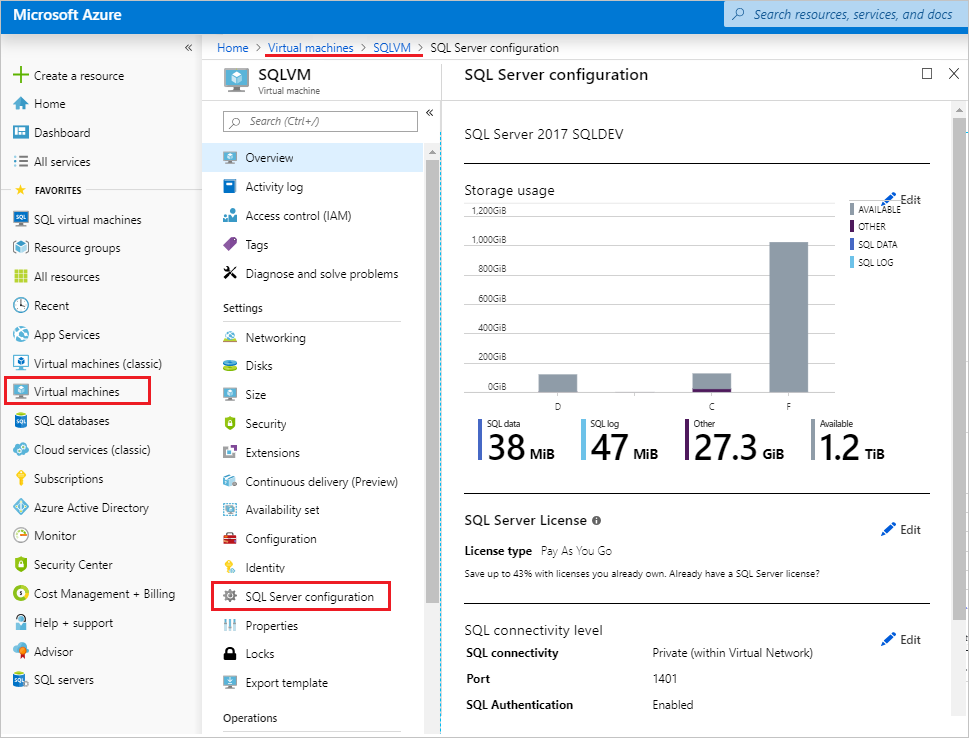 Microsoft Azure
Search resources, services, and docs
«
Create a resource
Home
Dashboard
All services
FAVORITES
SQL virtual machines
Resource groups
All resources
Recent
App Services
Virtual machines (classic)
Virtual machines
SQL databases
Cloud services (classic)
Subscriptions
Azure Active Directory
Monitor
Security Center
Cost Management + Billing
Help + support
Advisor
SQL servers
Home > Virtual machines > SQLVM > SQL Server configuration
SQLVM
Virtual machine
Search (Ctrl+/)
«
Overview
Activity log
Access control (IAM)
Tags
Diagnose and solve problems
Settings
Networking
Disks
Size
Security
Extensions
Continuous delivery (Preview)
Availability set
Configuration
Identity
SQL Server configuration
Properties
Locks
Export template
Operations
SQL Server configuration
SQL Server 2017 SQLDEV
Storage usage
Edit
1,200GiB
1,000GiB
800GiB
600GiB
400GiB
200GiB
0GiB
D C F
AVAILABLE
OTHER
SQL DATA
SQL LOG
SQL data
38 MiB
SQL log
47 MiB
Other
27.3 GiB
Available
1.2 TiB
SQL Server License
Edit
License type Pay As You Go
Save up to 43% with licenses you already own. Already have a SQL Server license?
SQL connectivity level
Edit
SQL connectivity Private (within Virtual Network)
Port 1401
SQL Authentication Enabled